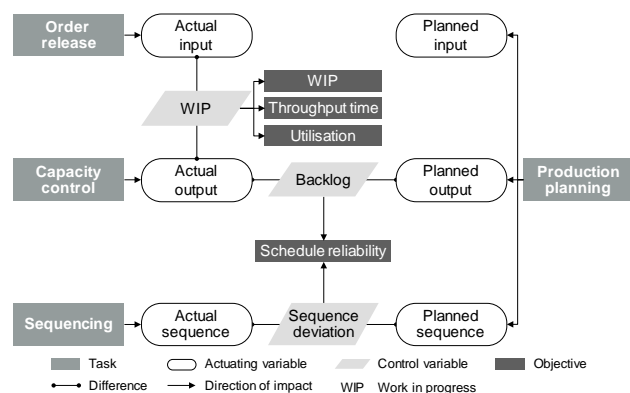 Order
release
Actual
input
Planned
input
WIP
WIP
Throughput time
Utilisation
Capacity
control
Actual
output
Backlog
Planned
output
Production
planning
Schedule reliability
Sequencing
Actual
sequence
Sequence
deviation
Planned
sequence
Task
Actuating variable
Control variable
Objective
Difference
Direction of impact
WIP Work in progress